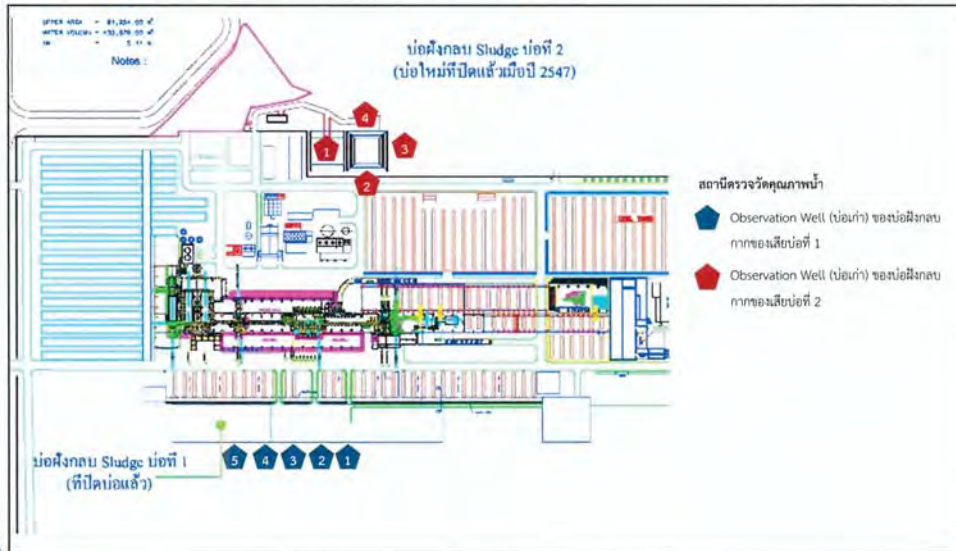 Notes :
บ่อฝังกลบ Sludge บ่อที่ 2
(บ่อใหม่ที่ปิดแล้วเมื่อปี 2547)
4
1
3
2
สถานีตรวจวัดคุณภาพน้ำ
Observation Well (บ่อเก่า) ของบ่อฝังกลบ
กากของเสียบ่อที่ 1
Observation Well (บ่อเก่า) ของบ่อฝังกลบ
กากของเสียบ่อที่ 2
บ่อฝังกลบ Sludge บ่อที่ 1
(ที่ปิดบ่อแล้ว)
5
4
3
2
1